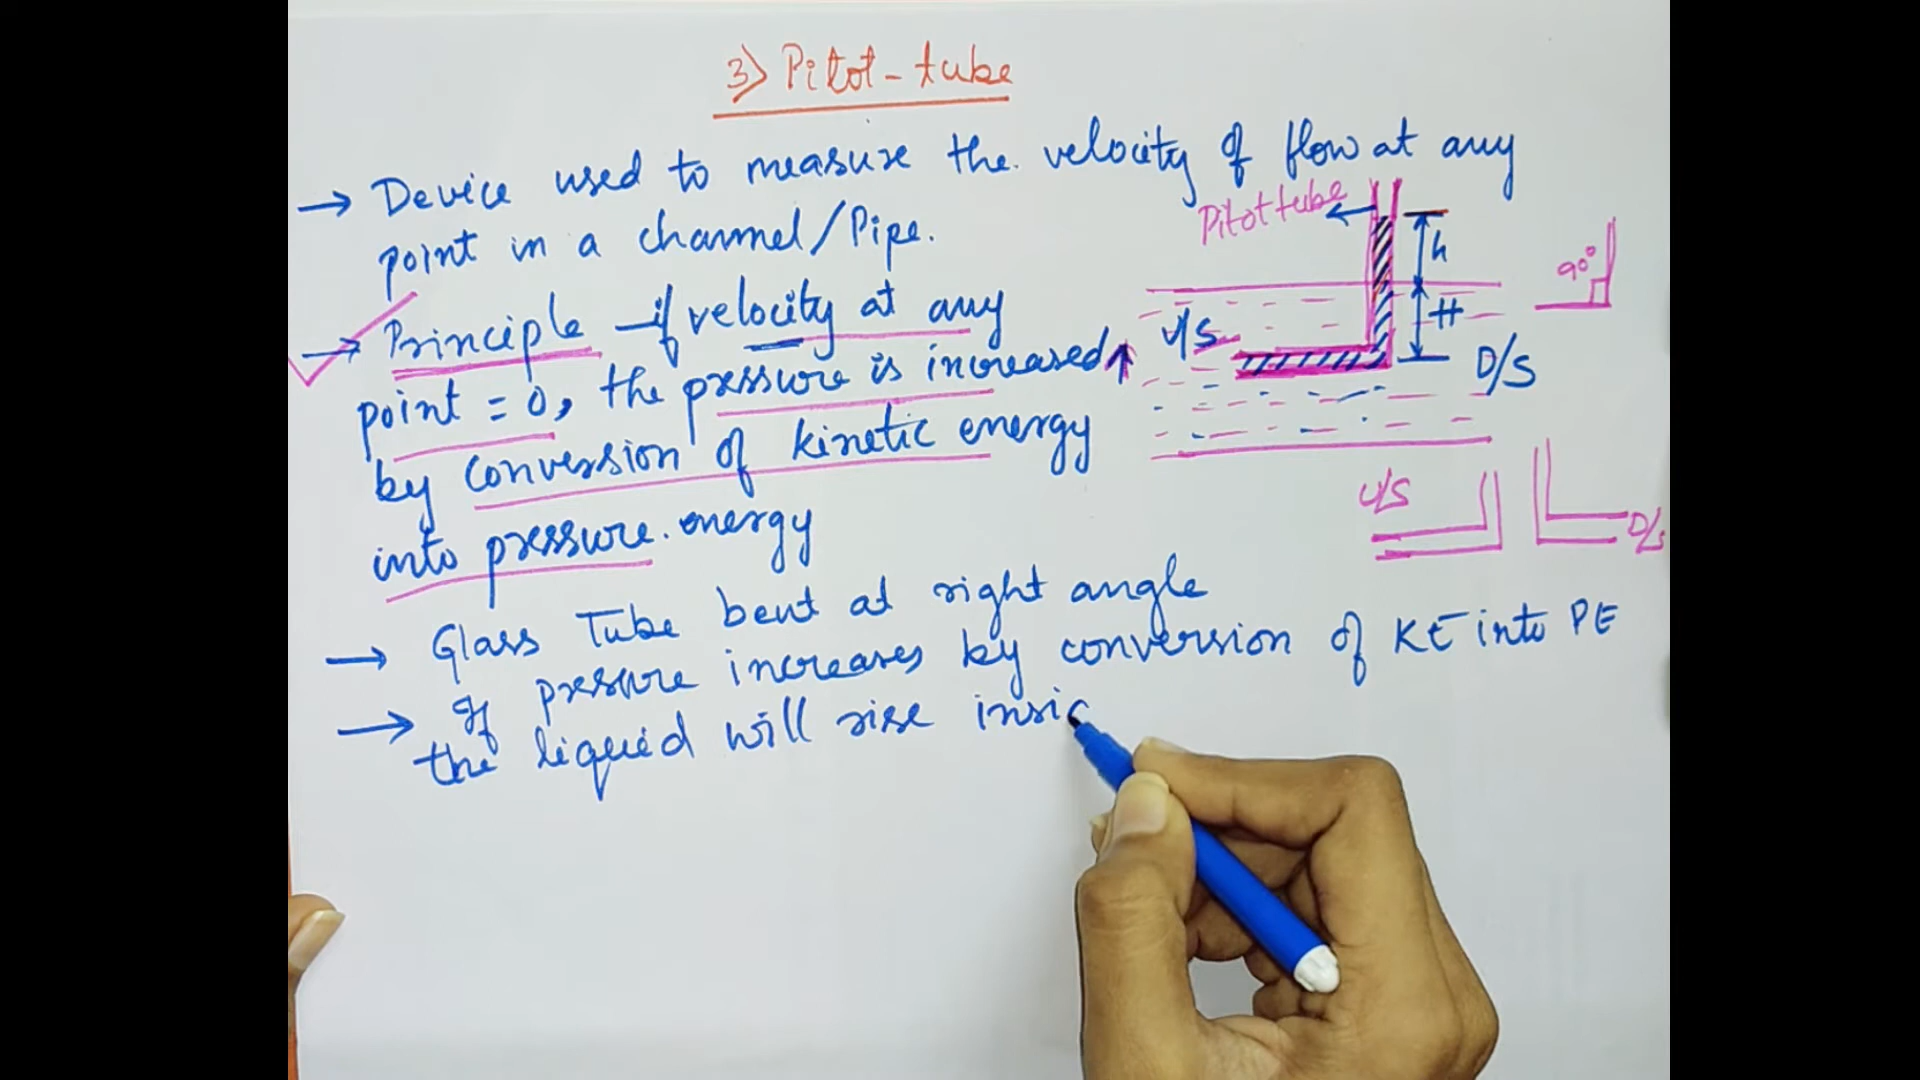 3) Pitot-tube
→ Device used to measure the velocity of flow at any
point in a channel/Pipe.
→ Principle - if velocity at any
point = 0, the pressure is increased ↑
by conversion of kinetic energy
into pressure energy
→ Glass Tube bent at right angle
→ If pressure increases by conversion of KE into PE
the liquid will rise insi
Pitot tube
h
90°
H
U/S
D/S
U/S
D/s